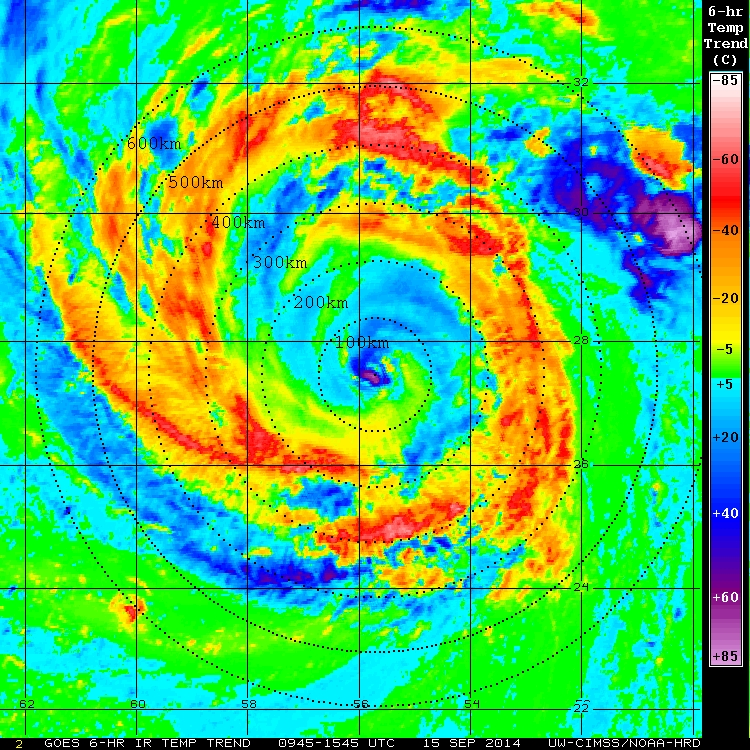 6-hr
Temp
Trend
(C)
-85
-60
-40
-20
-5
+5
+20
+40
+60
+85
32
600km
500km
30
400km
300km
200km
100km
28
26
24
62 60 58 56 54 22
2 GOES 6-HR IR TEMP TREND 0945-1545 UTC 15 SEP 2014 UW-CIMSS/NOAA-HRD